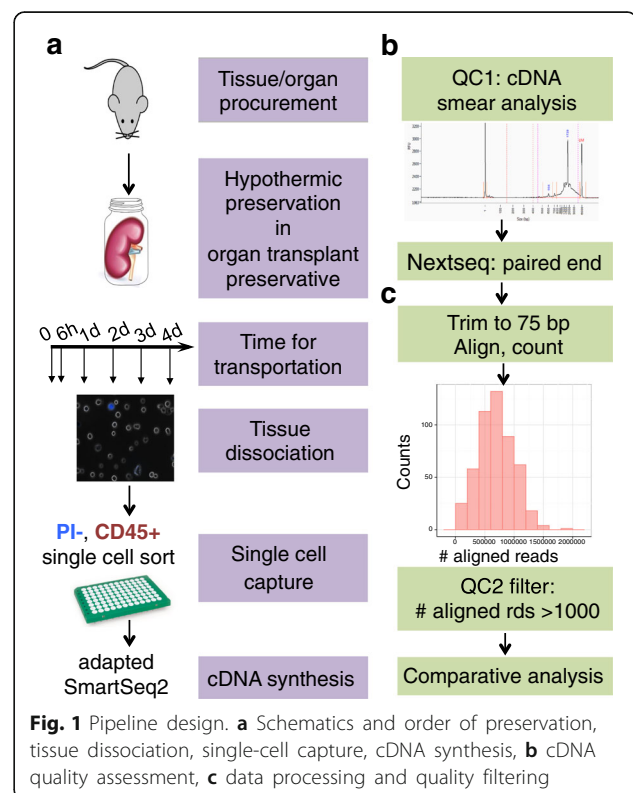 a
Tissue/organ
procurement
Hypothermic
preservation
in
organ transplant
preservative
0 6h 1d 2d 3d 4d
Time for
transportation
Tissue
dissociation
PI-, CD45+
single cell sort
Single cell
capture
adapted
SmartSeq2
cDNA synthesis
b
QC1: cDNA
smear analysis
Nextseq: paired end
c
Trim to 75 bp
Align, count
Counts
100
50
0
0 500000 1000000 1500000 2000000
# aligned reads
QC2 filter:
# aligned rds >1000
Comparative analysis
Fig. 1 Pipeline design. a Schematics and order of preservation,
tissue dissociation, single-cell capture, cDNA synthesis, b cDNA
quality assessment, c data processing and quality filtering